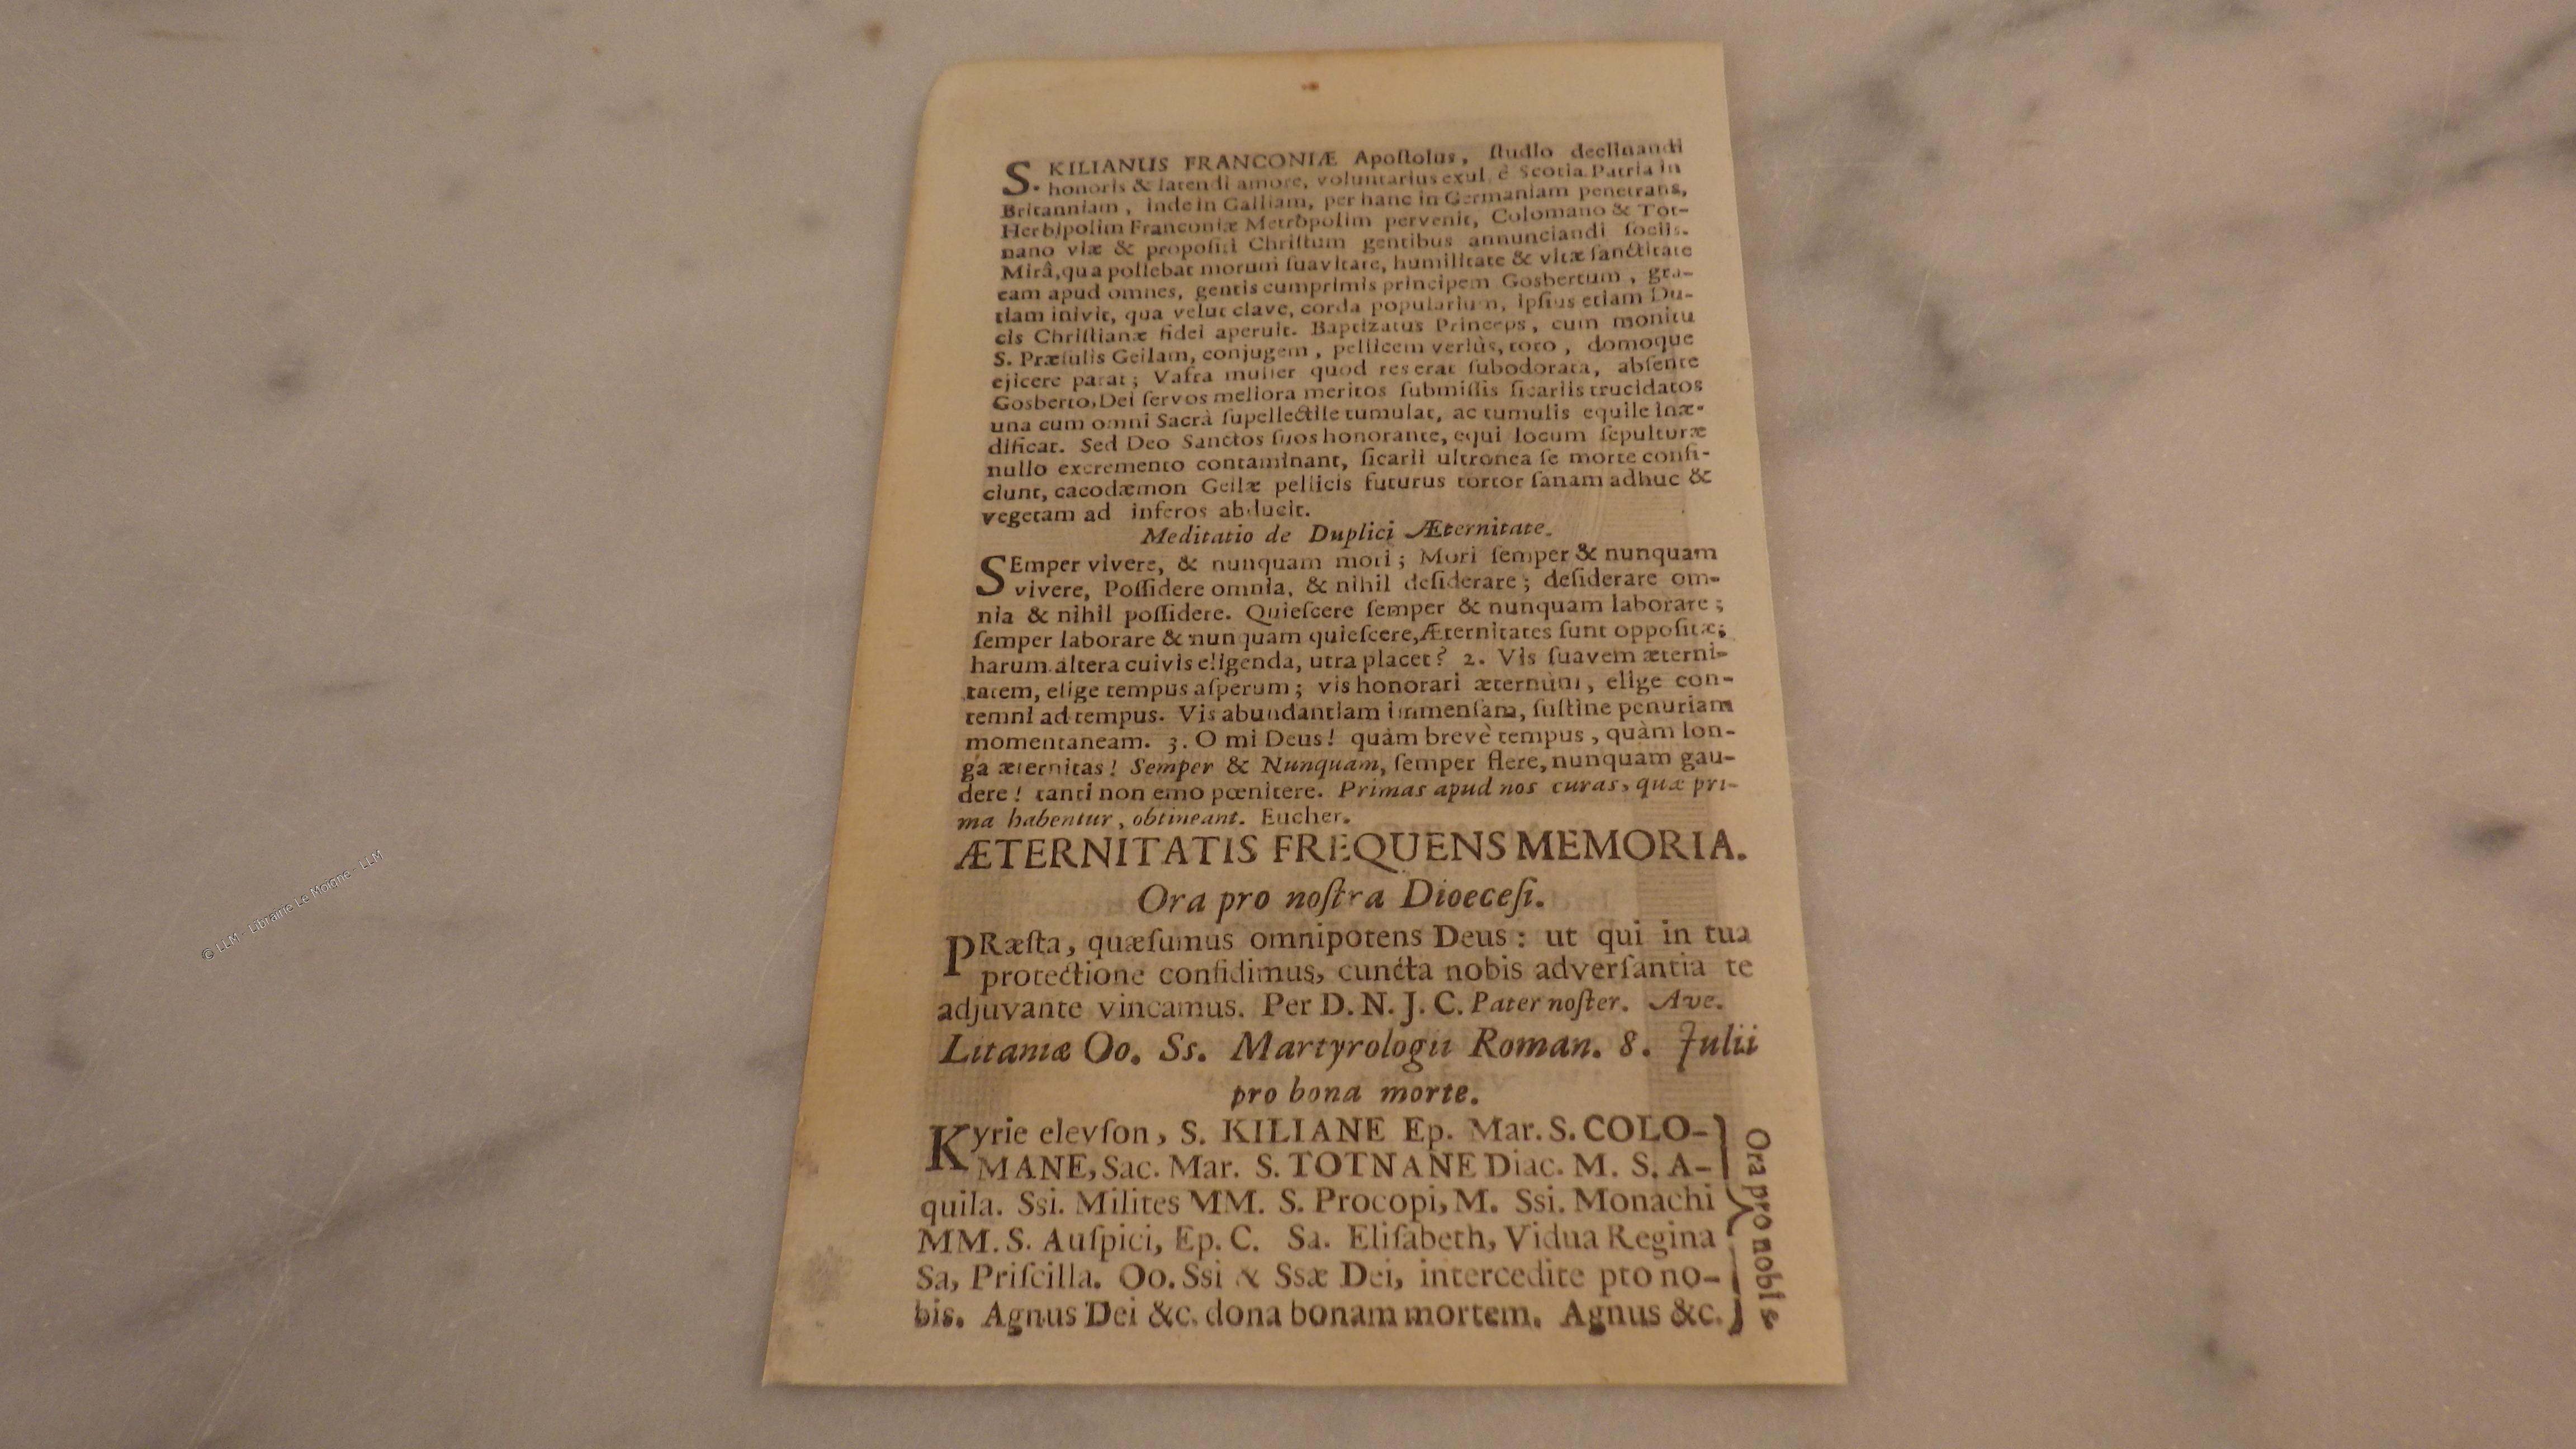 S. KILIANUS FRANCONIÆ Apoſtolus, ſtudio declinandi
honoris & latendi amore, voluntarius exul è Scotia Patria in
Britanniam, inde in Galliam, per hanc in Germaniam penetrans,
Herbipolim Franconiæ Metropolim pervenit, Colomano & Tot-
nano viæ & propoſiti Chriſtum gentibus annunciandi ſociis.
Mirâ, qua pollebat morum ſuavitate, humilitate & vitæ ſanctitate
eam apud omnes, gentis cumprimis principem Gosbertum, gra-
tiam inivit, qua velut clave, corda popularium, ipſius etiam Du-
cis Chriſtianæ fidei aperuit. Baptizatus Princeps, cum monitu
S. Præſulis Geilam, conjugem, pellicem veriùs, toro, domoque
ejicere parat; Vafra mulier quod res erat ſubodorata, abſente
Gosberto, Dei ſervos meliora meritos ſubmiſſis ſicariis trucidatos
una cum omni Sacrà ſupellectile tumulat, ac tumulis equile inæ-
dificat. Sed Deo Sanctos ſuos honorante, equi locum ſepulturæ
nullo excremento contaminant, ſicarii ultronea ſe morte confi-
ciunt, cacodæmon Geilæ pellicis futurus tortor ſanam adhuc &
vegetam ad inferos abducit.
Meditatio de Duplici Æternitate.
SEmper vivere, & nunquam mori; Mori ſemper & nunquam
vivere, Poſſidere omnia, & nihil deſiderare; deſiderare om-
nia & nihil poſſidere. Quieſcere ſemper & nunquam laborare;
ſemper laborare & nunquam quieſcere, Æternitates ſunt oppoſitæ;
harum altera cuivis eligenda, utra placet? 2. Vis ſuavem æterni-
tatem, elige tempus aſperum; vis honorari æternùm, elige con-
temni ad tempus. Vis abundantiam immenſam, ſuſtine penuriam
momentaneam. 3. O mi Deus! quàm brevè tempus, quàm lon-
ga æternitas! Semper & Nunquam, ſemper flere, nunquam gau-
dere! tanti non emo pœnitere. Primas apud nos curas, quæ pri-
ma habentur, obtineant. Eucher.
ÆTERNITATIS FREQUENS MEMORIA.
Ora pro noſtra Dioeceſi.
PRæſta, quæſumus omnipotens Deus: ut qui in tua
protectione confidimus, cuncta nobis adverſantia te
adjuvante vincamus. Per D. N. J. C. Pater noſter. Ave.
Litaniæ Oo. Ss. Martyrologii Roman. 8. Julii
pro bona morte.
Kyrie eleyſon, S. KILIANE Ep. Mar. S. COLO-
MANE, Sac. Mar. S. TOTNANE Diac. M. S. A-
quila. Ssi. Milites MM. S. Procopi, M. Ssi. Monachi
MM. S. Auſpici, Ep. C. Sa. Eliſabeth, Vidua Regina
Sa, Priſcilla. Oo. Ssi & Ssæ Dei, intercedite pro no-
bis. Agnus Dei &c. dona bonam mortem. Agnus &c.
Ora pro nobis
© LLM - Librairie Le Moigne - LLM